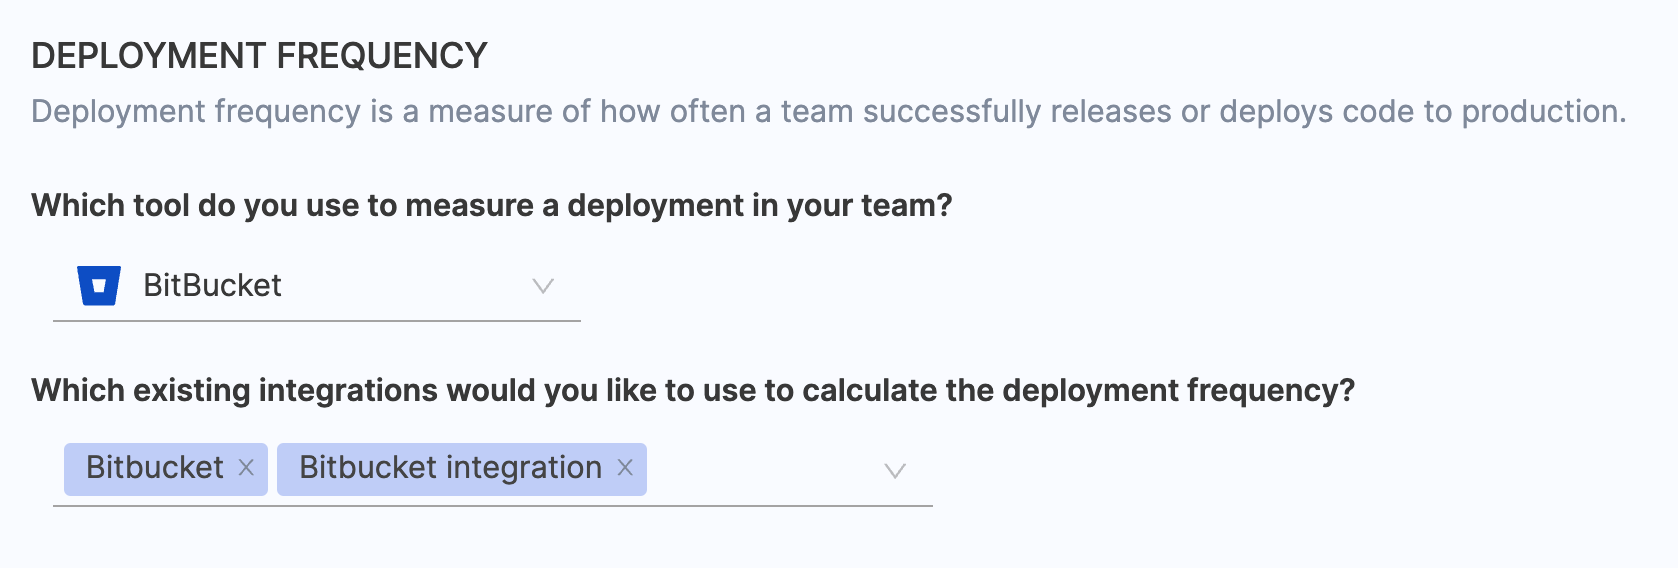 DEPLOYMENT FREQUENCY
Deployment frequency is a measure of how often a team successfully releases or deploys code to production.
Which tool do you use to measure a deployment in your team?
BitBucket
Which existing integrations would you like to use to calculate the deployment frequency?
Bitbucket Bitbucket integration